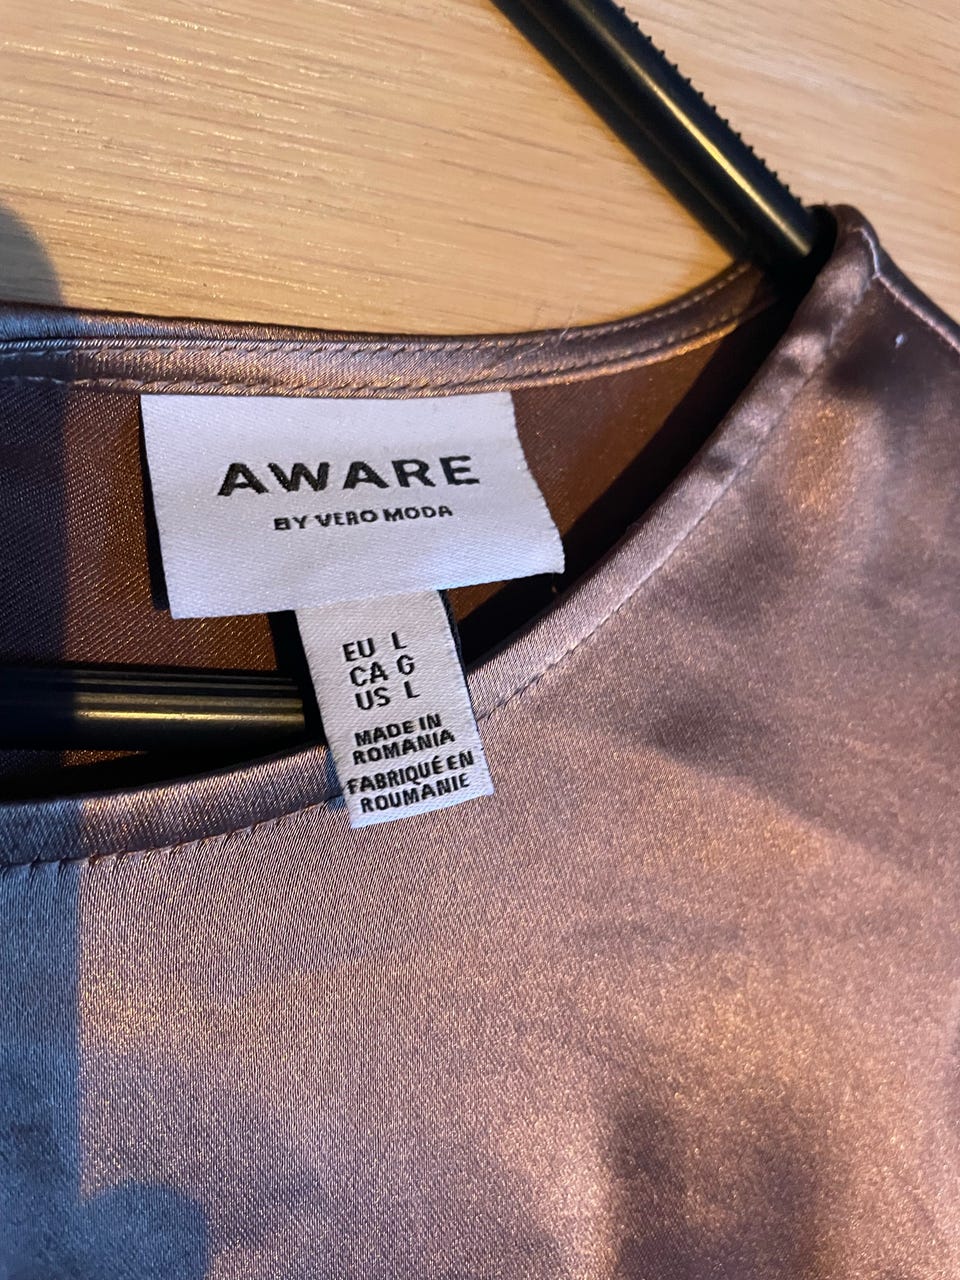 AWARE
BY VERO MODA
EU L
CA G
US L
MADE IN
ROMANIA
FABRIQUÉ EN
ROUMANIE